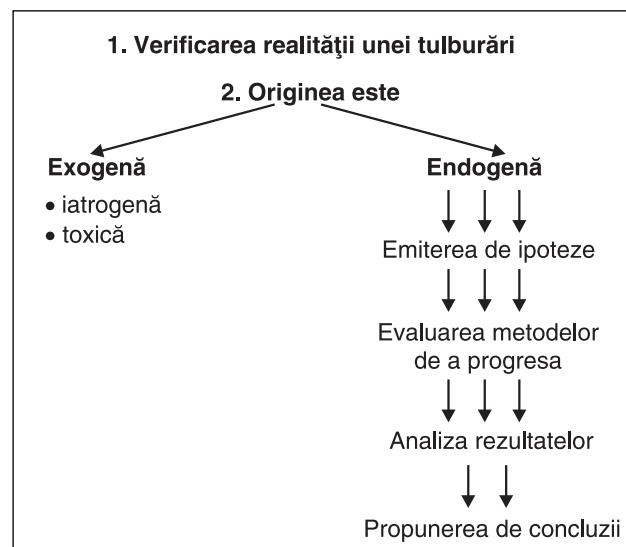 1. Verificarea realităţii unei tulburări
2. Originea este
Exogenă
• iatrogenă
• toxică
Endogenă
Emiterea de ipoteze
Evaluarea metodelor
de a progresa
Analiza rezultatelor
Propunerea de concluzii